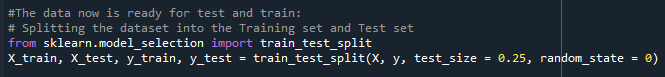 #The data now is ready for test and train:
# Splitting the dataset into the Training set and Test set
from sklearn.model_selection import train_test_split
X_train, X_test, y_train, y_test = train_test_split(X, y, test_size = 0.25, random_state = 0)